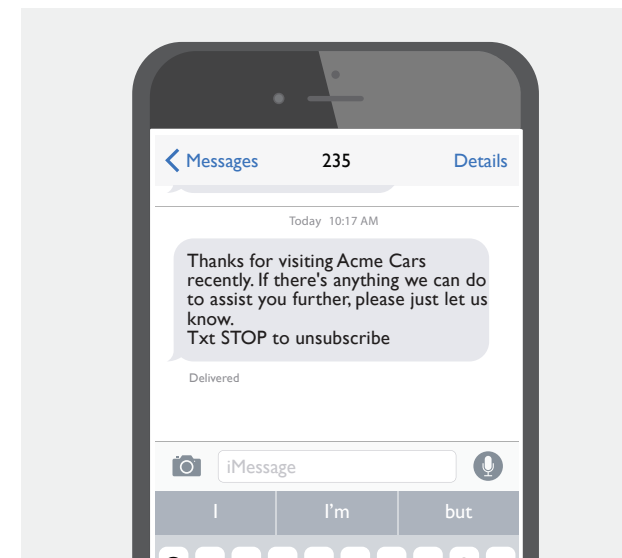 Messages 235 Details
Today 10:17 AM
Thanks for visiting Acme Cars
recently. If there's anything we can do
to assist you further, please just let us
know.
Txt STOP to unsubscribe
Delivered
iMessage
I I'm but